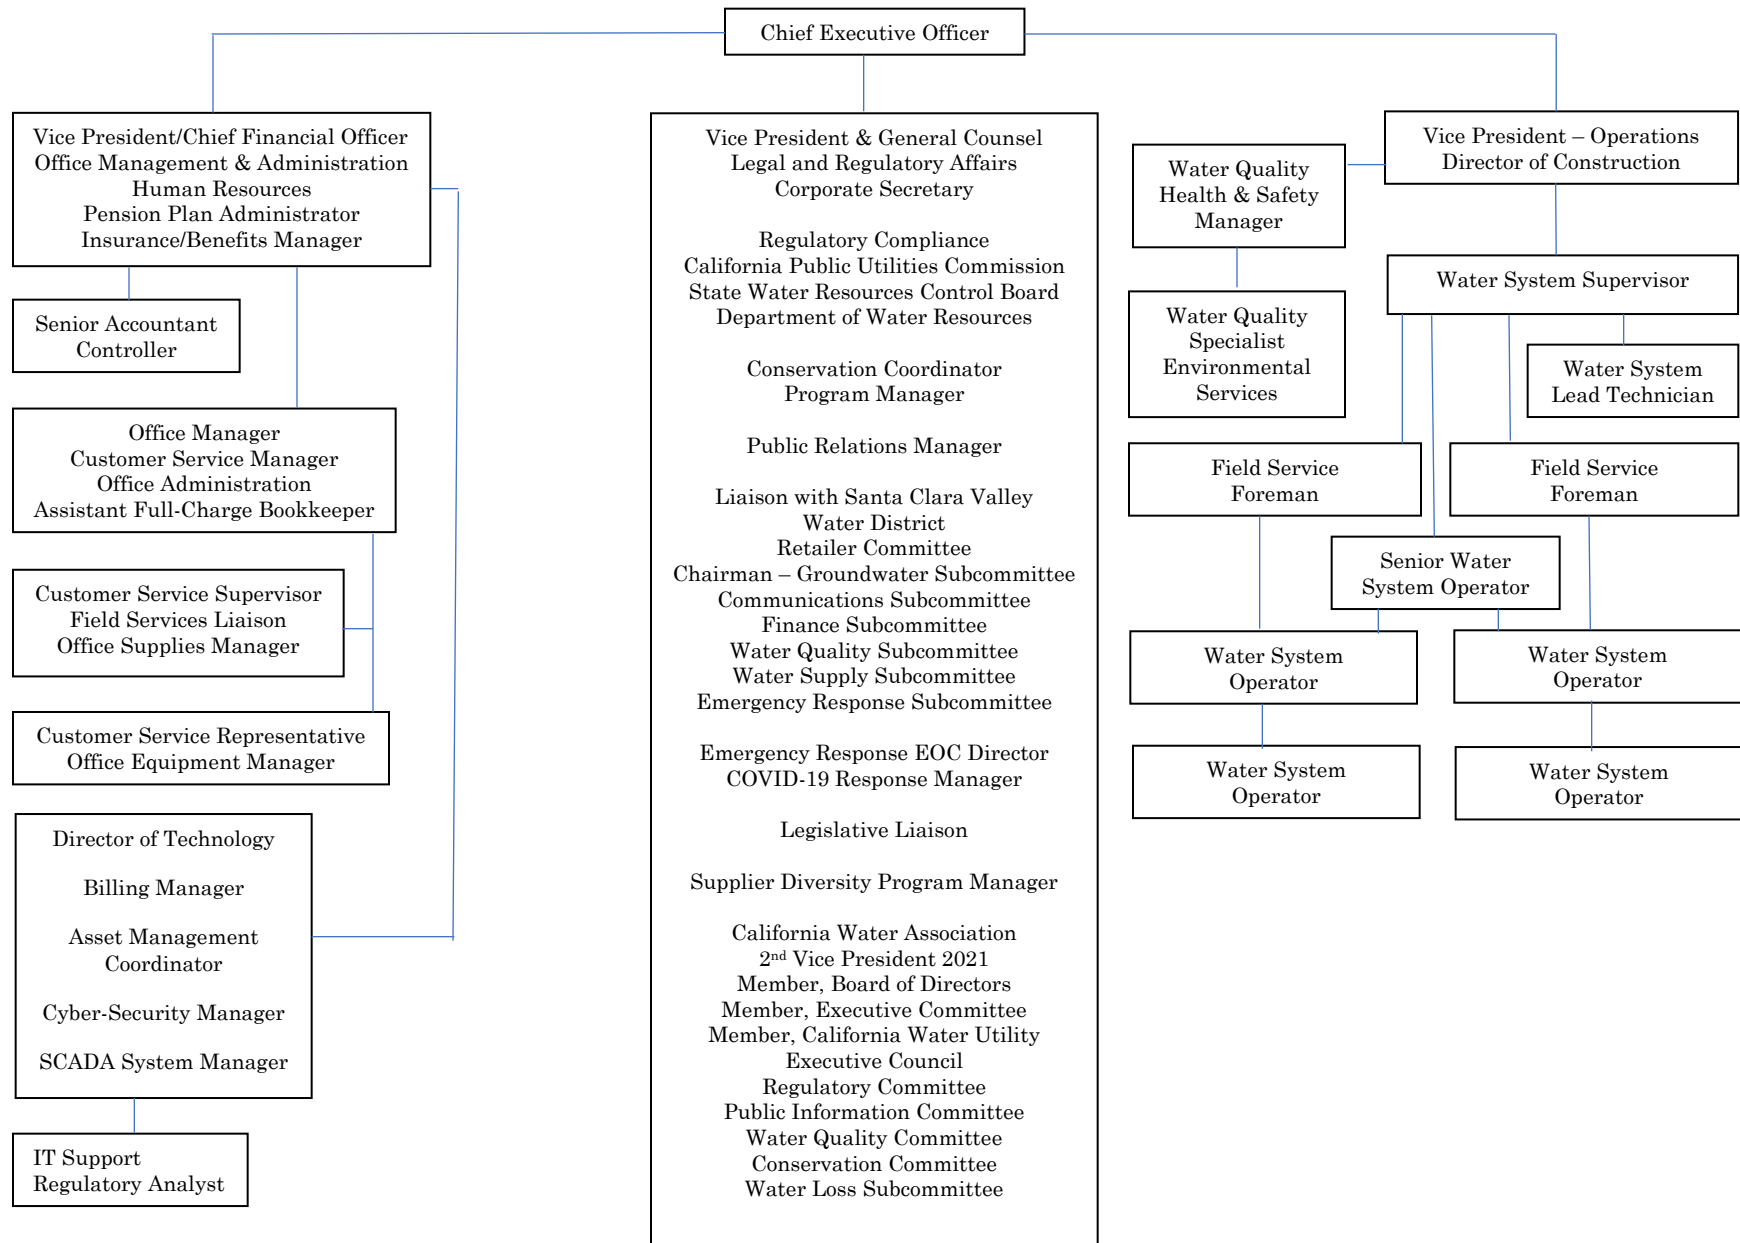 Chief Executive Officer
Vice President/Chief Financial Officer
Office Management & Administration
Human Resources
Pension Plan Administrator
Insurance/Benefits Manager
Senior Accountant
Controller
Office Manager
Customer Service Manager
Office Administration
Assistant Full-Charge Bookkeeper
Customer Service Supervisor
Field Services Liaison
Office Supplies Manager
Customer Service Representative
Office Equipment Manager
Director of Technology
Billing Manager
Asset Management
Coordinator
Cyber-Security Manager
SCADA System Manager
IT Support
Regulatory Analyst
Vice President & General Counsel
Legal and Regulatory Affairs
Corporate Secretary
Regulatory Compliance
California Public Utilities Commission
State Water Resources Control Board
Department of Water Resources
Conservation Coordinator
Program Manager
Public Relations Manager
Liaison with Santa Clara Valley
Water District
Retailer Committee
Chairman – Groundwater Subcommittee
Communications Subcommittee
Finance Subcommittee
Water Quality Subcommittee
Water Supply Subcommittee
Emergency Response Subcommittee
Emergency Response EOC Director
COVID-19 Response Manager
Legislative Liaison
Supplier Diversity Program Manager
California Water Association
2nd Vice President 2021
Member, Board of Directors
Member, Executive Committee
Member, California Water Utility
Executive Council
Regulatory Committee
Public Information Committee
Water Quality Committee
Conservation Committee
Water Loss Subcommittee
Vice President – Operations
Director of Construction
Water Quality
Health & Safety
Manager
Water Quality
Specialist
Environmental
Services
Water System Supervisor
Water System
Lead Technician
Field Service
Foreman
Field Service
Foreman
Senior Water
System Operator
Water System
Operator
Water System
Operator
Water System
Operator
Water System
Operator